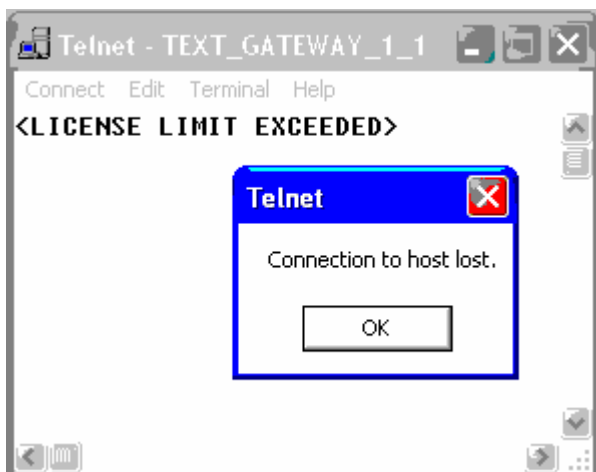 Telnet - TEXT_GATEWAY_1_1
Connect Edit Terminal Help
<LICENSE LIMIT EXCEEDED>
Telnet
Connection to host lost.
OK